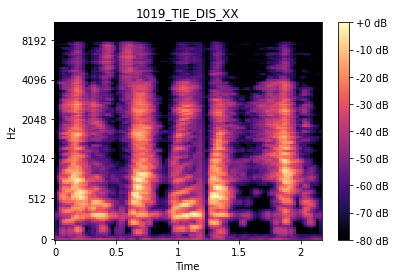 1019_TIE_DIS_XX
+0 dB
8192
-10 dB
4096
-20 dB
-30 dB
2048
Hz
-40 dB
1024
-50 dB
512
-60 dB
-70 dB
0
-80 dB
0 0.5 1 1.5 2
Time